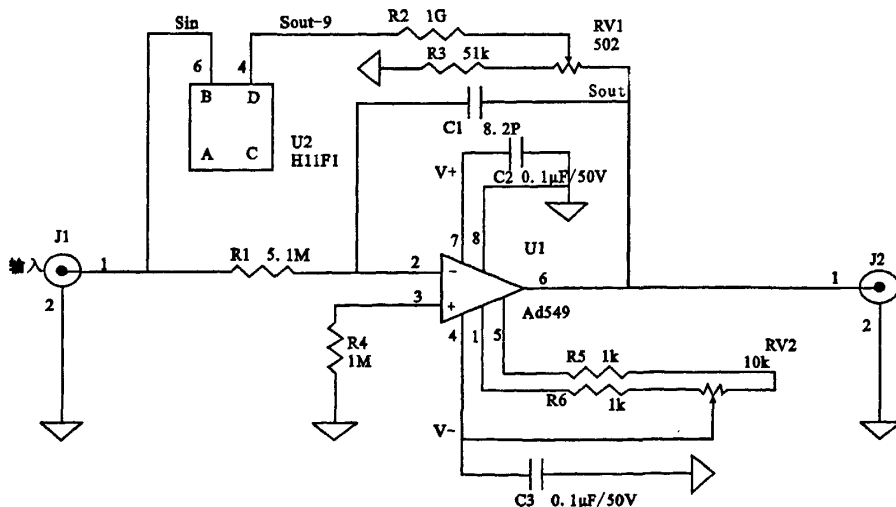 Sin
Sout-9
R2 1G
RV1
502
6
4
R3 51k
B
D
A
C
U2
H11F1
Sout
C1 8.2P
V+
C2 0.1μF/50V
7
8
U1
J1
输入
1
2
R1 5.1M
2
−
3
+
6
Ad549
1
J2
2
4
1
5
R4
1M
R5 1k
RV2
10k
R6
1k
V~
C3 0.1μF/50V